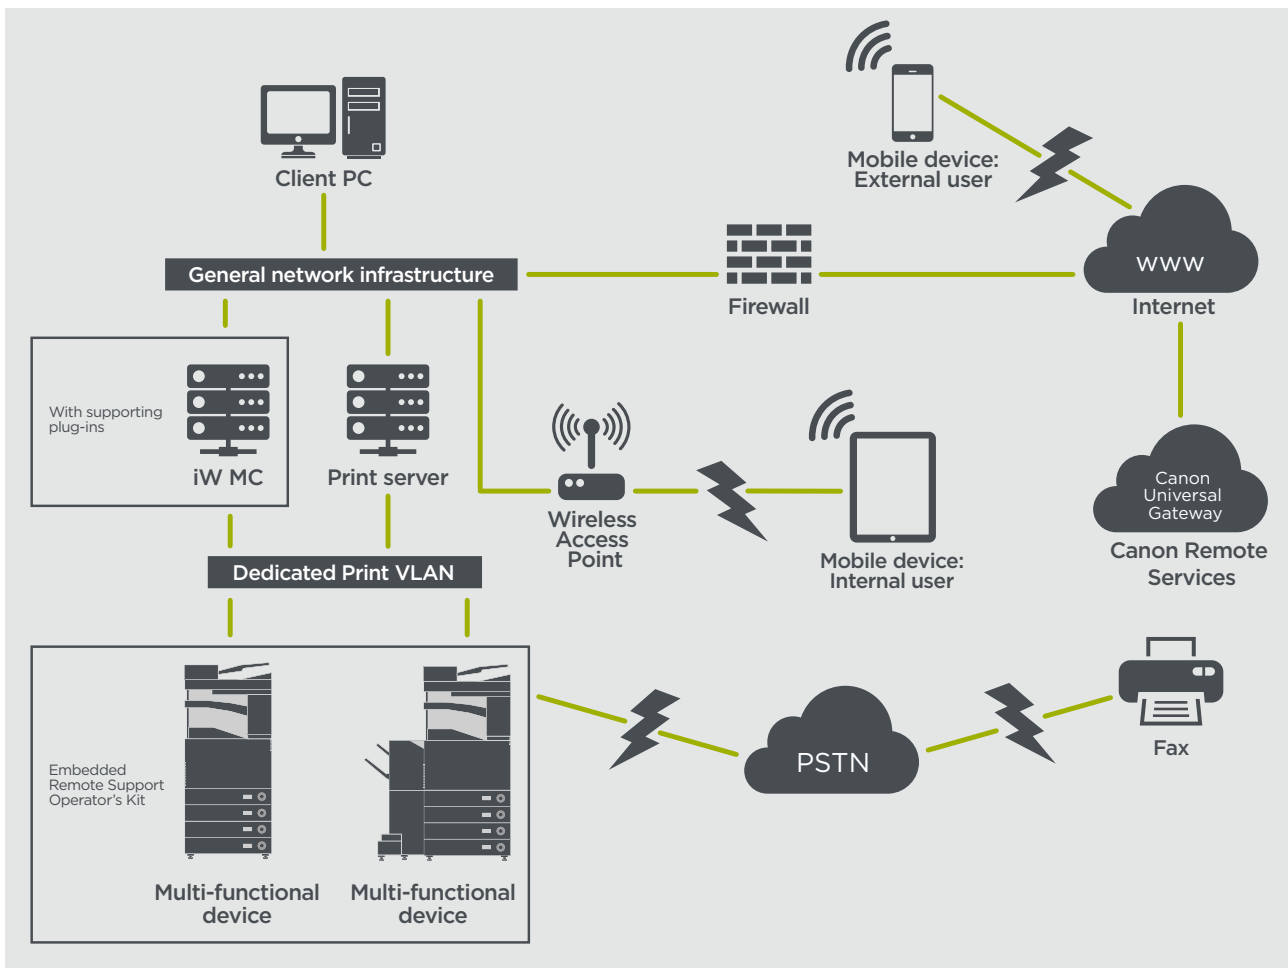 Client PC
Mobile device:
External user
General network infrastructure
Firewall
www
Internet
With supporting
plug-ins
iW MC
Print server
Wireless
Access
Point
Mobile device:
Internal user
Canon
Universal
Gateway
Canon Remote
Services
Dedicated Print VLAN
Embedded
Remote Support
Operator's Kit
Multi-functional
device
Multi-functional
device
PSTN
Fax